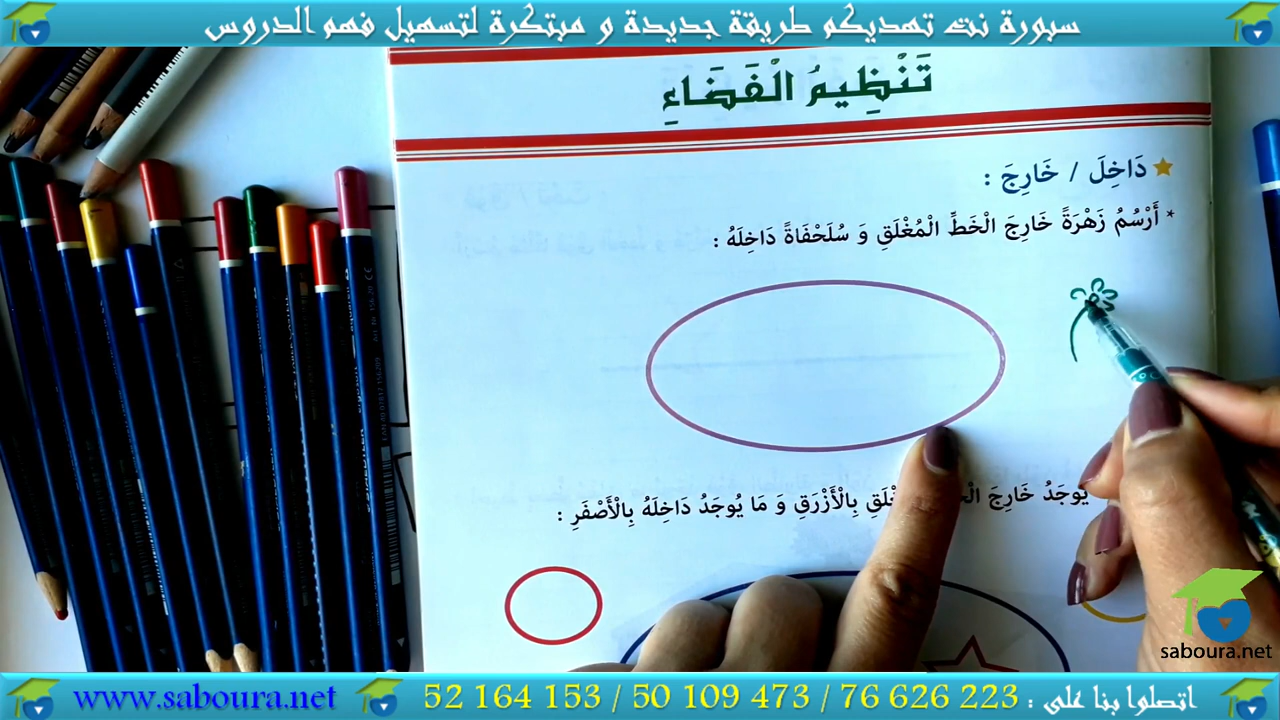 سبورة نت تهديكم طريقة جديدة و مبتكرة لتسهيل فهم الدروس
تَنْظِيمُ الْفَضَاءِ
دَاخِلَ / خَارِجَ :
* أَرْسُمُ زَهْرَةً خَارِجَ الْخَطِّ الْمُغْلَقِ وَ سُلَحْفَاةً دَاخِلَهُ :
يُوجَدُ خَارِجَ بِالْأَزْرَقِ وَ مَا يُوجَدُ دَاخِلَهُ بِالْأَصْفَرِ :
saboura.net
www.saboura.net اتصلوا بنا على : 52 164 153 / 50 109 473 / 76 626 223